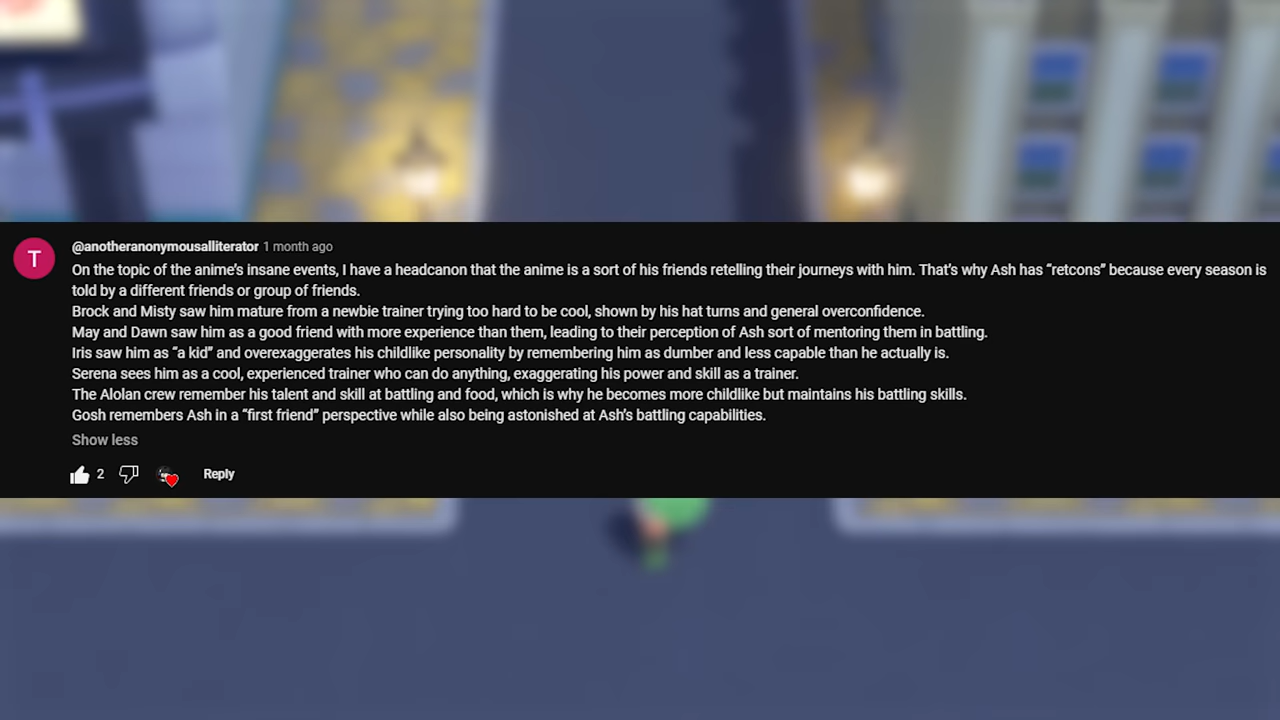 T
@anotheranonymousalliterator 1 month ago
On the topic of the anime's insane events, I have a headcanon that the anime is a sort of his friends retelling their journeys with him. That's why Ash has “retcons” because every season is
told by a different friends or group of friends.
Brock and Misty saw him mature from a newbie trainer trying too hard to be cool, shown by his hat turns and general overconfidence.
May and Dawn saw him as a good friend with more experience than them, leading to their perception of Ash sort of mentoring them in battling.
Iris saw him as “a kid” and overexaggerates his childlike personality by remembering him as dumber and less capable than he actually is.
Serena sees him as a cool, experienced trainer who can do anything, exaggerating his power and skill as a trainer.
The Alolan crew remember his talent and skill at battling and food, which is why he becomes more childlike but maintains his battling skills.
Gosh remembers Ash in a “first friend” perspective while also being astonished at Ash's battling capabilities.
Show less
2 Reply